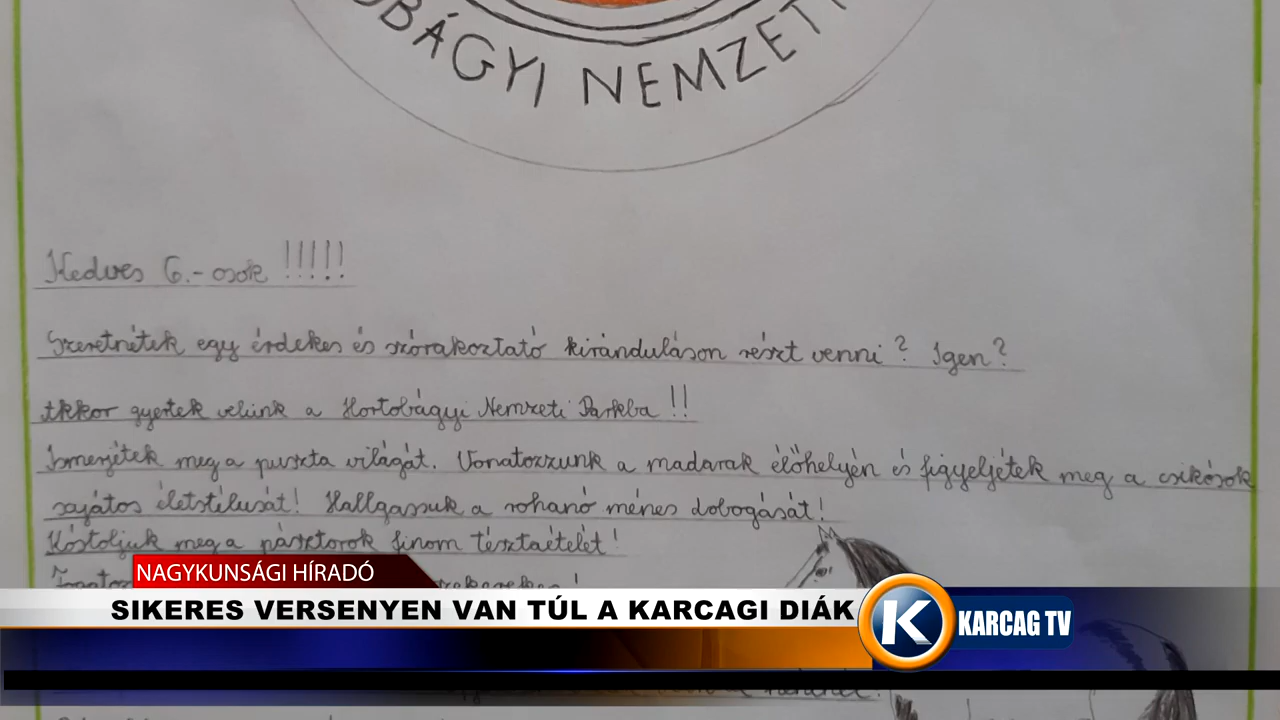 OBÁGYI NEMZETI
Kedves 6.-osok !!!!!
Szeretnétek egy érdekes és szórakoztató kiránduláson részt venni? Igen?
Akkor gyertek velünk a Hortobágyi Nemzeti Parkba !!
Ismerjétek meg a puszta világát. Vonatozzunk a madarak élőhelyén és figyeljétek meg a csikósok
sajátos életstílusát! Hallgassuk a rohanó ménes dobogását!
Kóstoljuk meg a pásztorok finom tésztaételét!
NAGYKUNSÁGI HÍRADÓ
SIKERES VERSENYEN VAN TÚL A KARCAGI DIÁK
K KARCAG TV